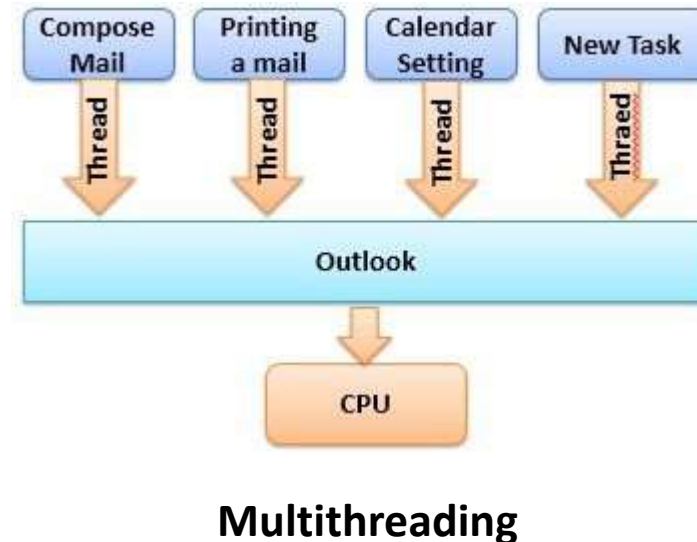 Compose
Mail
Printing
a mail
Calendar
Setting
New Task
Thread
Thread
Thread
Thraed
Outlook
CPU
Multithreading